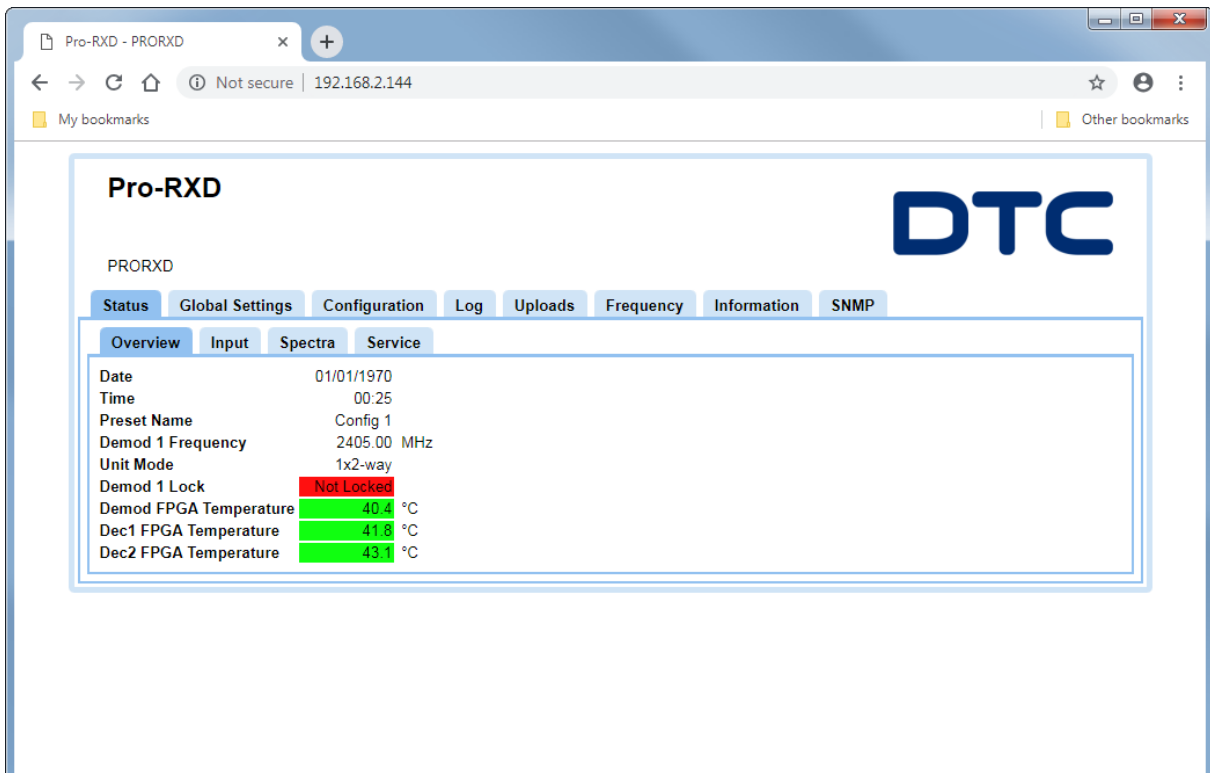 Pro-RXD - PRORXD
Not secure | 192.168.2.144
My bookmarks Other bookmarks
Pro-RXD
DTC
PRORXD
Status Global Settings Configuration Log Uploads Frequency Information SNMP
Overview Input Spectra Service
Date 01/01/1970
Time 00:25
Preset Name Config 1
Demod 1 Frequency 2405.00 MHz
Unit Mode 1x2-way
Demod 1 Lock Not Locked
Demod FPGA Temperature 40.4 °C
Dec1 FPGA Temperature 41.8 °C
Dec2 FPGA Temperature 43.1 °C